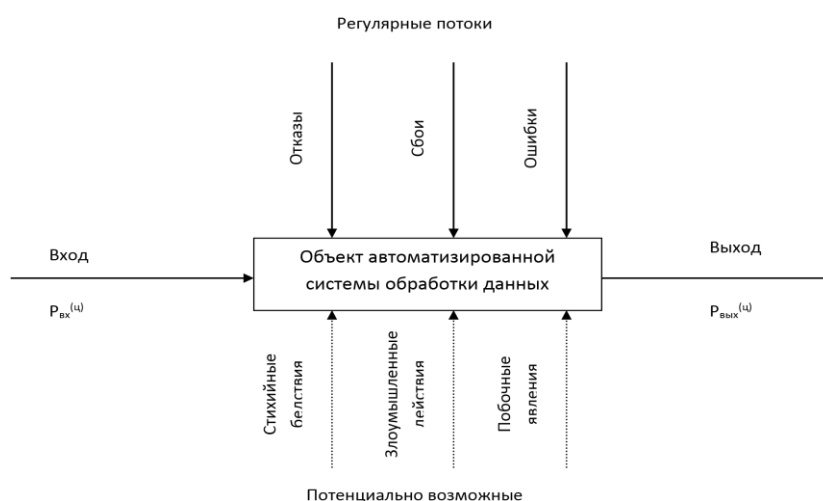 Регулярные потоки
Отказы
Сбои
Ошибки
Вход
Объект автоматизированной
системы обработки данных
Выход
Pвх(ц)
Pвых(ц)
Стихийные
белствия
Злоумышленные
лействия
Побочные
явления
Потенциально возможные